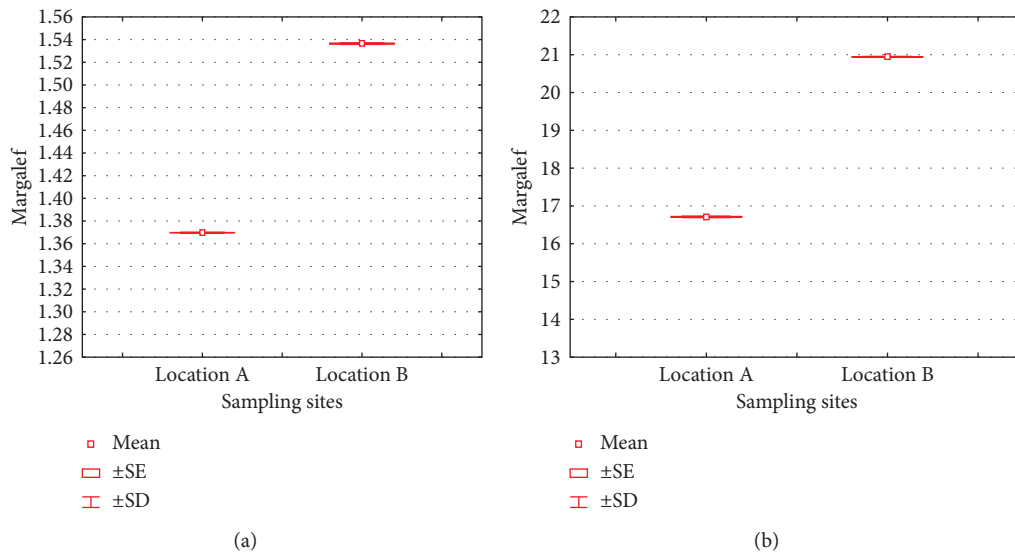 1.56
1.54
1.52
1.50
1.48
1.46
1.44
1.42
1.40
1.38
1.36
1.34
1.32
1.30
1.28
1.26
Margalef
Location A Location B
Sampling sites
Mean
±SE
±SD
(a)
22
21
20
19
18
17
16
15
14
13
Margalef
Location A Location B
Sampling sites
Mean
±SE
±SD
(b)